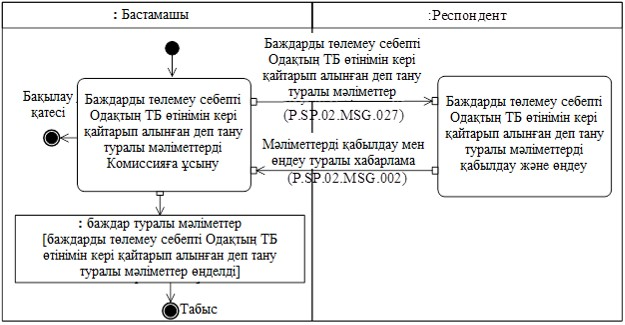 : Бастамашы
:Респондент
Баждарды төлемеу себепті
Одақтың ТБ өтінімін кері
қайтарып алынған деп тану
туралы мәліметтер
(P.SP.02.MSG.027)
Бақылау
қатесі
Баждарды төлемеу себепті
Одақтың ТБ өтінімін кері
қайтарып алынған деп тану
туралы мәліметтерді
Комиссияға ұсыну
Баждарды төлемеу себепті
Одақтың ТБ өтінімін кері
қайтарып алынған деп тану
туралы мәліметтерді
қабылдау және өңдеу
Мәліметтерді қабылдау мен
өңдеу туралы хабарлама
(P.SP.02.MSG.002)
: баждар туралы мәліметтер
[баждарды төлемеу себепті Одақтың ТБ
өтінімін кері қайтарып алынған деп тану
туралы мәліметтер өңделді]
Табыс